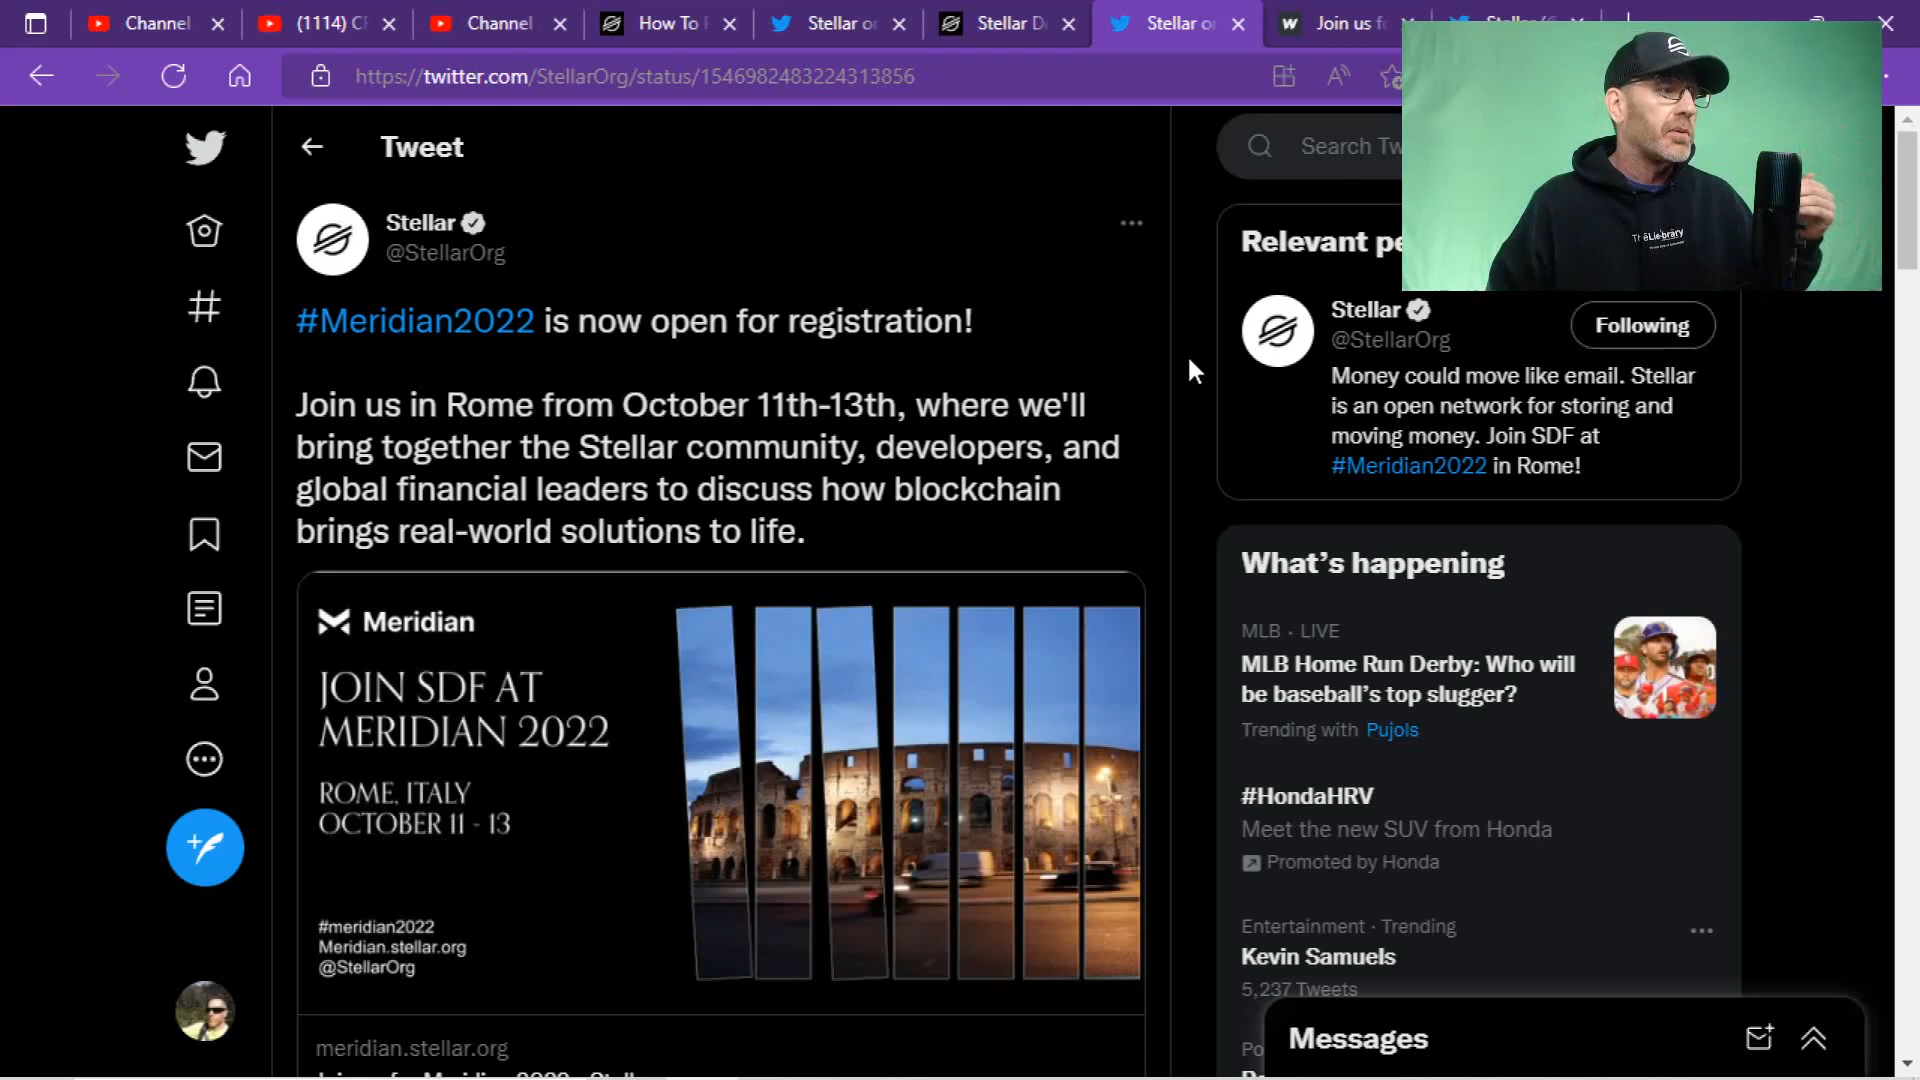 Channel
(1114) C
Channel
How To
Stellar o
Stellar D
Stellar o
Join us f
https://twitter.com/StellarOrg/status/1546982483224313856
Tweet
Search Tw
Stellar
@StellarOrg
#Meridian2022 is now open for registration!
Join us in Rome from October 11th-13th, where we'll
bring together the Stellar community, developers, and
global financial leaders to discuss how blockchain
brings real-world solutions to life.
Meridian
JOIN SDF AT
MERIDIAN 2022
ROME, ITALY
OCTOBER 11 - 13
#meridian2022
Meridian.stellar.org
@StellarOrg
meridian.stellar.org
Relevant pe
Stellar
@StellarOrg
Following
Money could move like email. Stellar
is an open network for storing and
moving money. Join SDF at
#Meridian2022 in Rome!
What's happening
MLB · LIVE
MLB Home Run Derby: Who will
be baseball's top slugger?
Trending with Pujols
#HondaHRV
Meet the new SUV from Honda
Promoted by Honda
Entertainment · Trending
Kevin Samuels
5,237 Tweets
Po
Messages